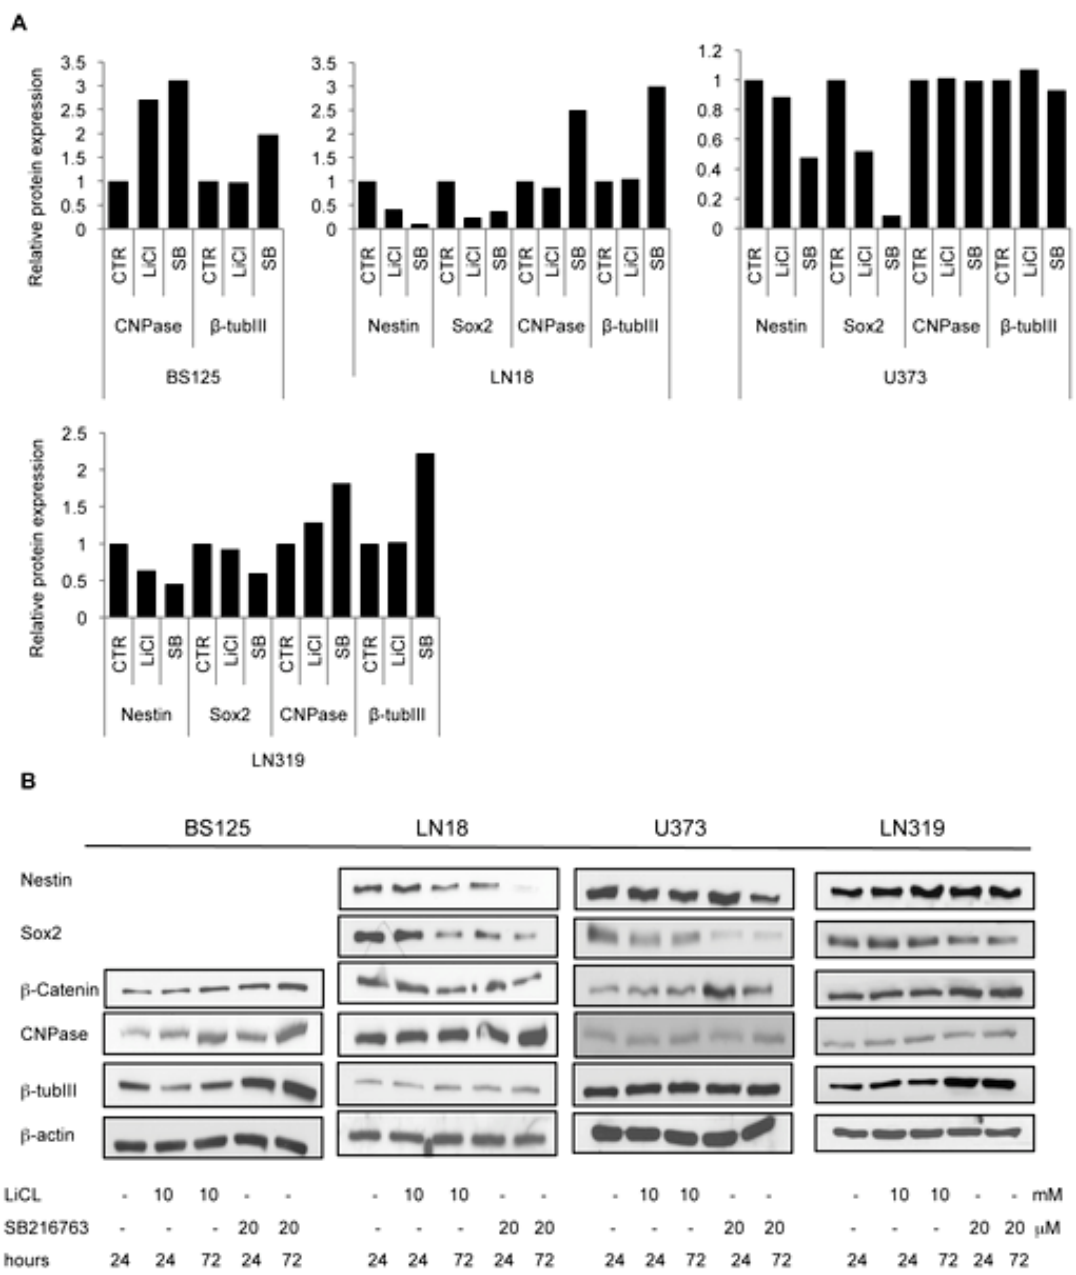 A
Relative protein expression
3.5
3
2.5
2
1.5
1
0.5
0
CTR LiCl SB CTR LiCl SB
CNPase β-tubIII
BS125
3.5
3
2.5
2
1.5
1
0.5
0
CTR LiCl SB CTR LiCl SB CTR LiCl SB CTR LiCl SB
Nestin Sox2 CNPase β-tubIII
LN18
1.2
1
0.8
0.6
0.4
0.2
0
CTR LiCl SB CTR LiCl SB CTR LiCl SB CTR LiCl SB
Nestin Sox2 CNPase β-tubIII
U373
Relative protein expression
2.5
2
1.5
1
0.5
0
CTR LiCl SB CTR LiCl SB CTR LiCl SB CTR LiCl SB
Nestin Sox2 CNPase β-tubIII
LN319
B
BS125 LN18 U373 LN319
Nestin
Sox2
β-Catenin
CNPase
β-tubIII
β-actin
LiCL - 10 10 - - - 10 10 - - - 10 10 - - - 10 10 - - mM
SB216763 - - - 20 20 - - - 20 20 - - - 20 20 - - - 20 20 μM
hours 24 24 72 24 72 24 24 72 24 72 24 24 72 24 72 24 24 72 24 72